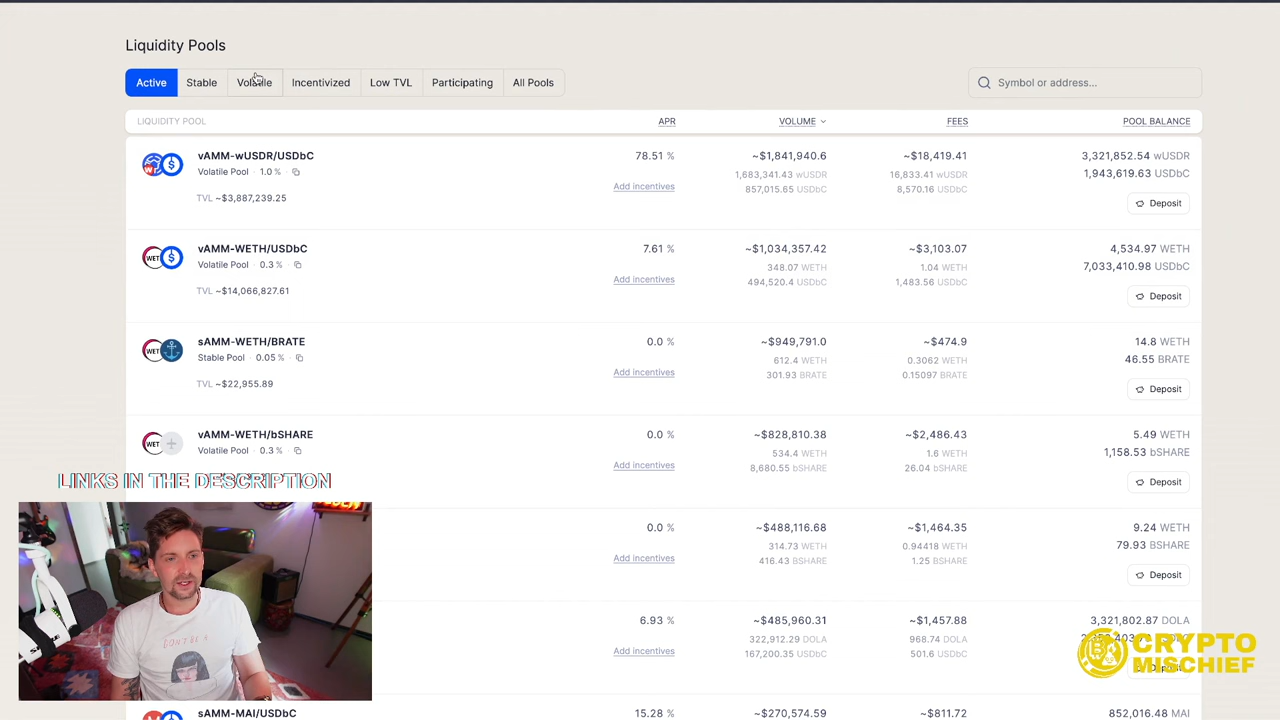 Liquidity Pools
Active Stable Volatile Incentivized Low TVL Participating All Pools Symbol or address...
LIQUIDITY POOL APR VOLUME FEES POOL BALANCE
vAMM-wUSDR/USDbC 78.51 % ~$1,841,940.6 ~$18,419.41 3,321,852.54 wUSDR
Volatile Pool · 1.0 % · 1,683,341.43 wUSDR 16,833.41 wUSDR 1,943,619.63 USDbC
Add incentives 857,015.65 USDbC 8,570.16 USDbC
TVL ~$3,887,239.25 Deposit
vAMM-WETH/USDbC 7.61 % ~$1,034,357.42 ~$3,103.07 4,534.97 WETH
Volatile Pool · 0.3 % · 348.07 WETH 1.04 WETH 7,033,410.98 USDbC
Add incentives 494,520.4 USDbC 1,483.56 USDbC
TVL ~$14,066,827.61 Deposit
sAMM-WETH/BRATE 0.0 % ~$949,791.0 ~$474.9 14.8 WETH
Stable Pool · 0.05 % · 612.4 WETH 0.3062 WETH 46.55 BRATE
Add incentives 301.93 BRATE 0.15097 BRATE
TVL ~$22,955.89 Deposit
vAMM-WETH/bSHARE 0.0 % ~$828,810.38 ~$2,486.43 5.49 WETH
Volatile Pool · 0.3 % · 534.4 WETH 1.6 WETH 1,158.53 bSHARE
Add incentives 8,680.55 bSHARE 26.04 bSHARE
LINKS IN THE DESCRIPTION Deposit
0.0 % ~$488,116.68 ~$1,464.35 9.24 WETH
314.73 WETH 0.94418 WETH 79.93 BSHARE
Add incentives 416.43 BSHARE 1.25 BSHARE
Deposit
6.93 % ~$485,960.31 ~$1,457.88 3,321,802.87 DOLA
322,912.29 DOLA 968.74 DOLA
Add incentives 167,200.35 USDbC 501.6 USDbC
CRYPTO
MISCHIEF
sAMM-MAI/USDbC 15.28 % ~$270,574.59 ~$811.72 852,016.48 MAI